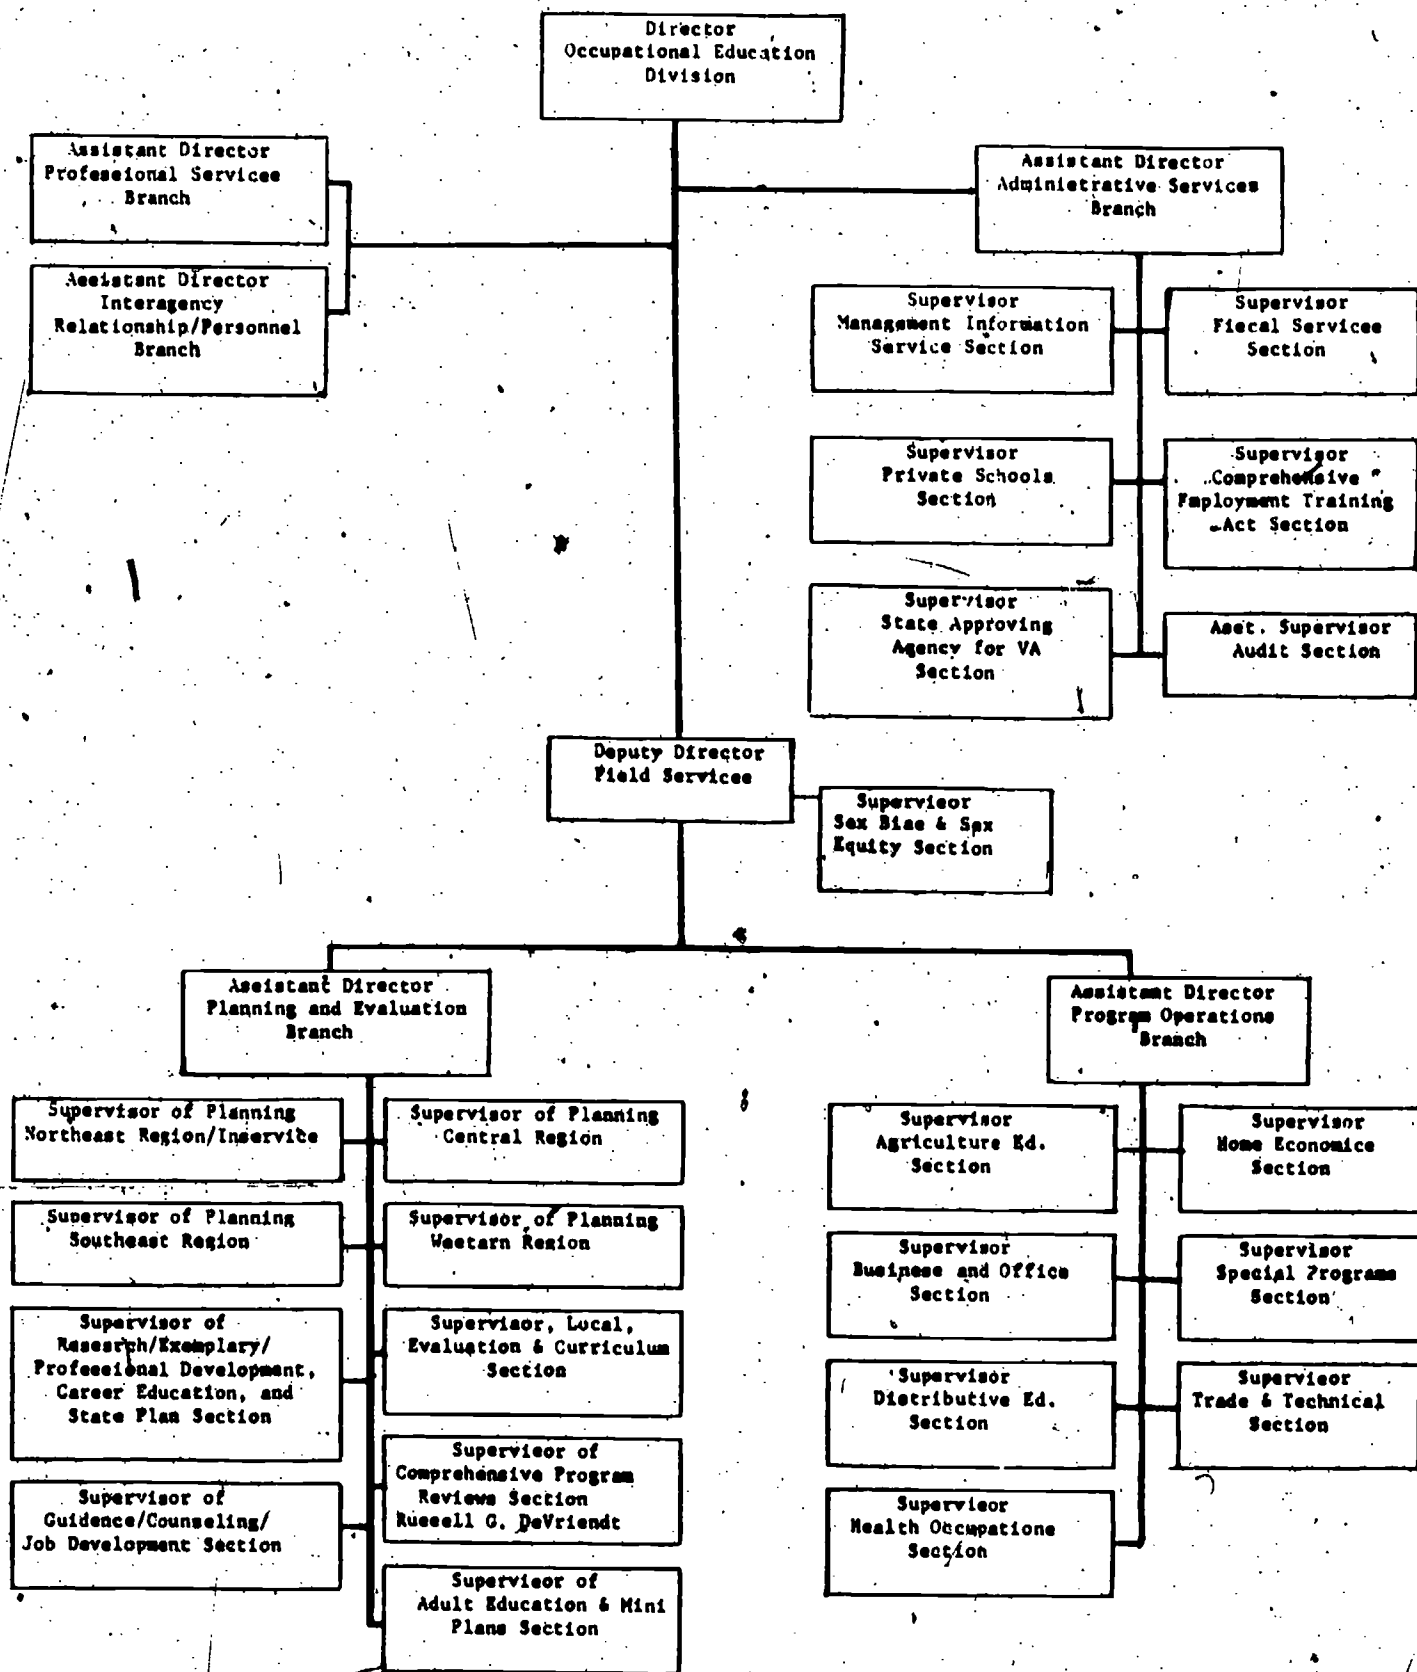 Director
Occupational Education
Division
Assistant Director
Professional Services
Branch
Assistant Director
Administrative Services
Branch
Assistant Director
Interagency
Relationship/Personnel
Branch
Supervisor
Management Information
Service Section
Supervisor
Fiscal Services
Section
Supervisor
Private Schools
Section
Supervisor
Comprehensive
Employment Training
Act Section
Supervisor
State Approving
Agency for VA
Section
Asst. Supervisor
Audit Section
Deputy Director
Field Services
Supervisor
Sex Bias & Sex
Equity Section
Assistant Director
Planning and Evaluation
Branch
Assistant Director
Program Operations
Branch
Supervisor of Planning
Northeast Region/Inservice
Supervisor of Planning
Central Region
Supervisor of Planning
Southeast Region
Supervisor of Planning
Western Region
Supervisor of
Research/Exemplary/
Professional Development,
Career Education, and
State Plan Section
Supervisor, Local,
Evaluation & Curriculum
Section
Supervisor of
Comprehensive Program
Reviews Section
Russell G. DeVriendt
Supervisor of
Guidence/Counseling/
Job Development Section
Supervisor of
Adult Education & Mini
Plans Section
Supervisor
Agriculture Ed.
Section
Supervisor
Home Economics
Section
Supervisor
Business and Office
Section
Supervisor
Special Programs
Section
Supervisor
Distributive Ed.
Section
Supervisor
Trade & Technical
Section
Supervisor
Health Occupations
Section